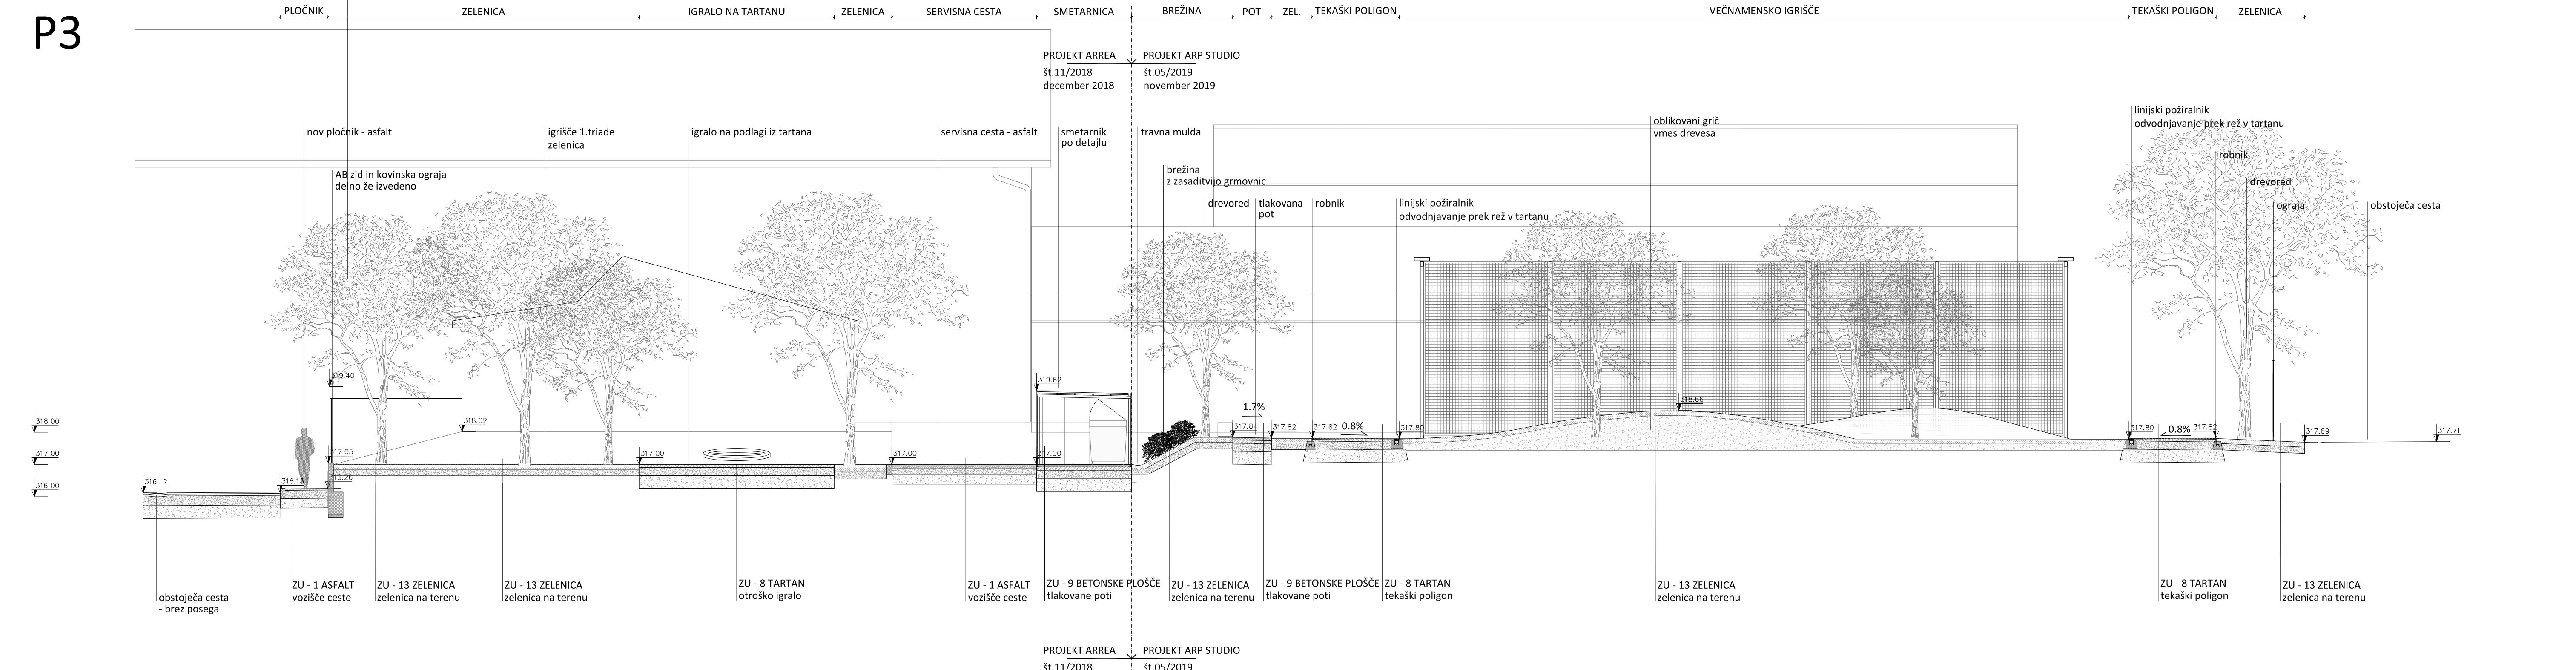 P3
PLOČNIK
ZELENICA
IGRALO NA TARTANU
ZELENICA
SERVISNA CESTA
SMETARNICA
BREŽINA
POT
ZEL.
TEKAŠKI POLIGON
VEČNAMENSKO IGRIŠČE
TEKAŠKI POLIGON
ZELENICA
PROJEKT ARREA
št.11/2018
december 2018
PROJEKT ARP STUDIO
št.05/2019
november 2019
nov pločnik - asfalt
AB zid in kovinska ograja
delno že izvedeno
igrišče 1.triade
zelenica
igralo na podlagi iz tartana
servisna cesta - asfalt
smetarnik
po detajlu
travna mulda
brežina
z zasaditvijo grmovnic
drevored
tlakovana
pot
robnik
linijski požiralnik
odvodnjavanje prek rež v tartanu
oblikovani grič
vmes drevesa
linijski požiralnik
odvodnjavanje prek rež v tartanu
robnik
drevored
ograja
obstoječa cesta
318.00
317.00
316.00
316.12
316.13
319.40
317.05
316.26
318.02
317.00
317.00
319.62
317.00
1.7%
317.84
317.82
317.82
0.8%
317.80
318.66
317.80
0.8%
317.82
317.69
317.71
obstoječa cesta
- brez posega
ZU - 1 ASFALT
vozišče ceste
ZU - 13 ZELENICA
zelenica na terenu
ZU - 13 ZELENICA
zelenica na terenu
ZU - 8 TARTAN
otroško igralo
ZU - 1 ASFALT
vozišče ceste
ZU - 9 BETONSKE PLOŠČE
tlakovane poti
ZU - 13 ZELENICA
zelenica na terenu
ZU - 9 BETONSKE PLOŠČE
tlakovane poti
ZU - 8 TARTAN
tekaški poligon
ZU - 13 ZELENICA
zelenica na terenu
ZU - 8 TARTAN
tekaški poligon
ZU - 13 ZELENICA
zelenica na terenu
PROJEKT ARREA
št.11/2018
PROJEKT ARP STUDIO
št.05/2019